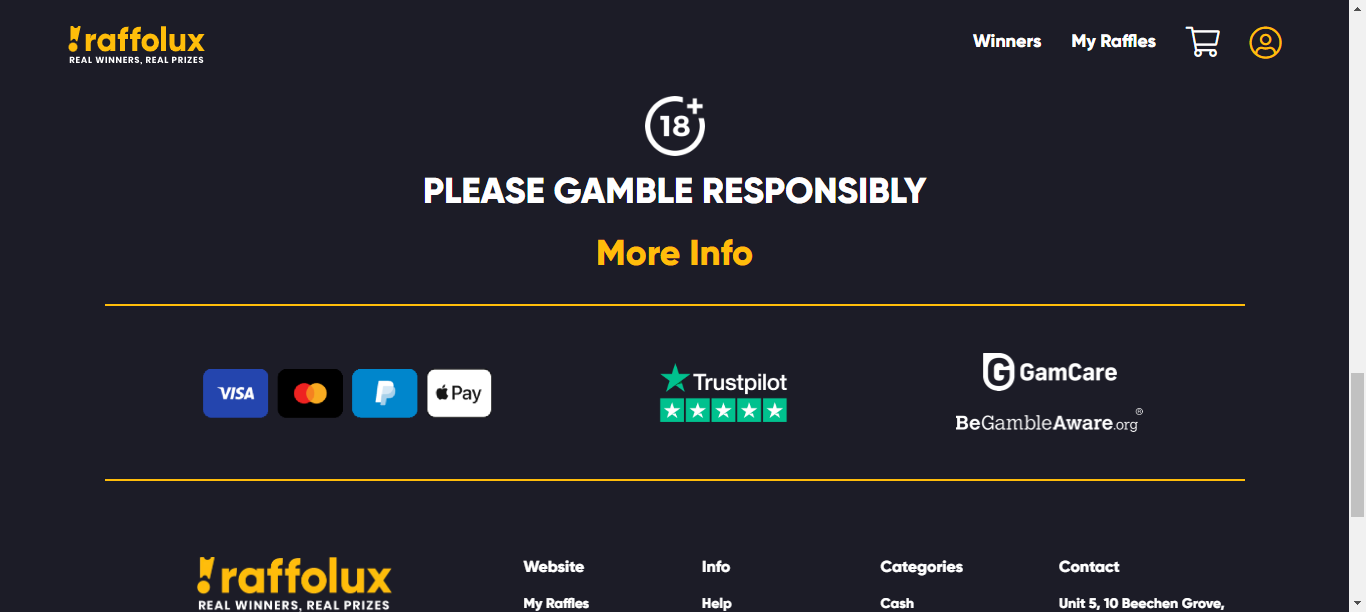 raffolux
REAL WINNERS, REAL PRIZES
Winners
My Raffles
18+
PLEASE GAMBLE RESPONSIBLY
More Info
VISA
Pay
Trustpilot
GamCare
BeGambleAware.org®
raffolux
REAL WINNERS, REAL PRIZES
Website
Info
Categories
Contact
My Raffles
Help
Cash
Unit 5, 10 Beechen Grove,